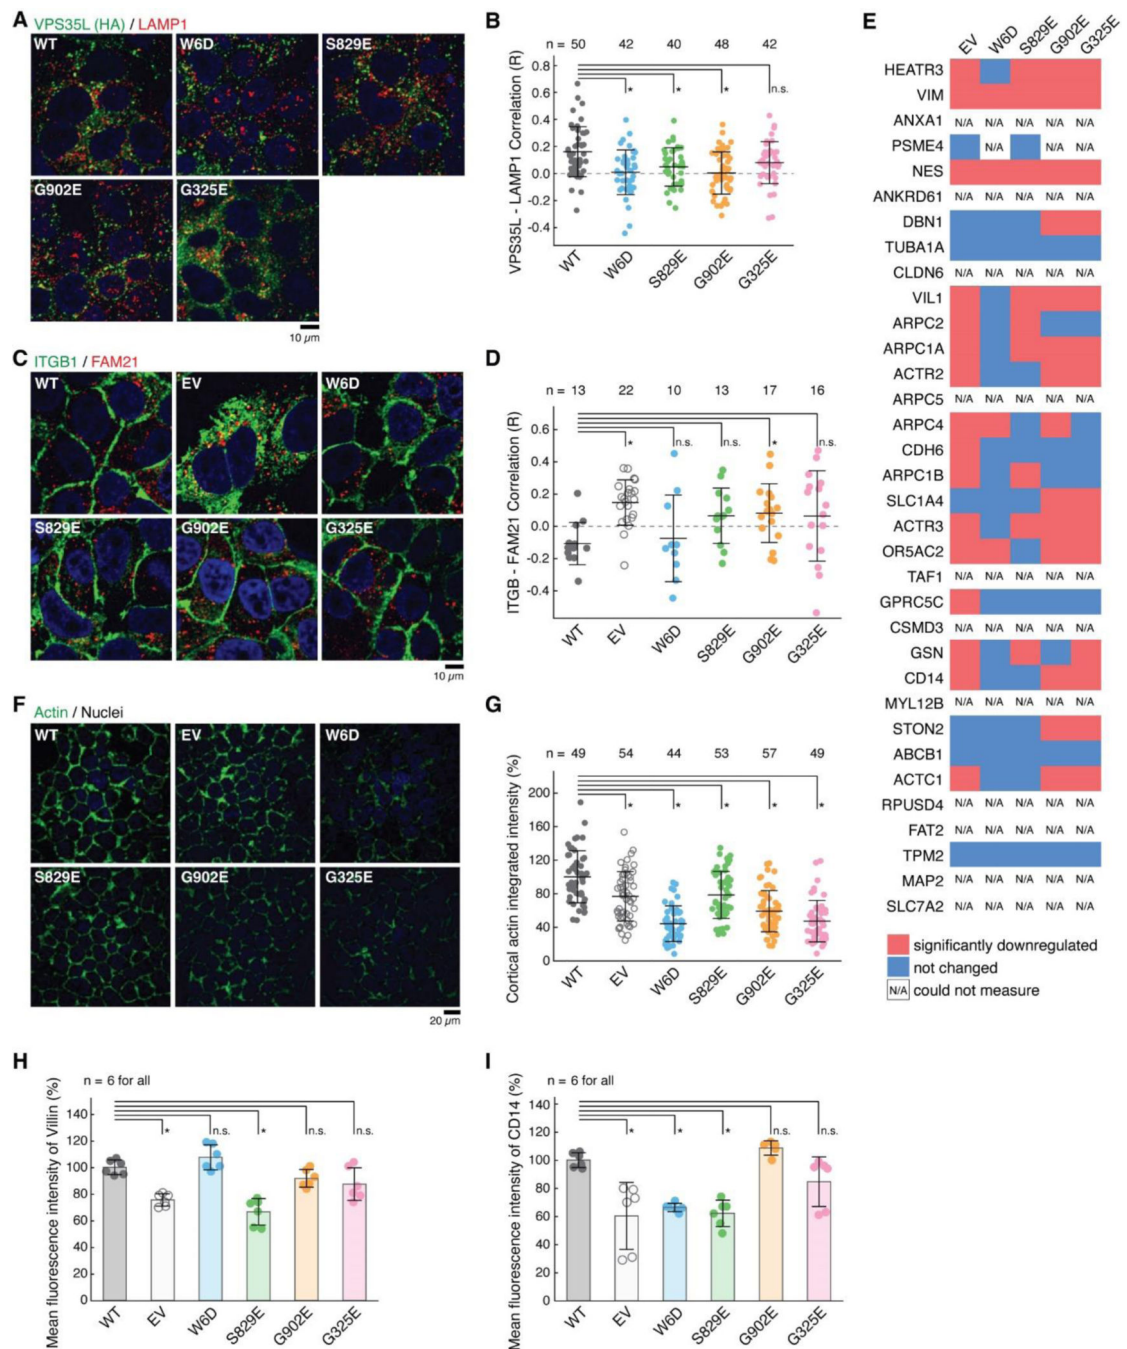 A
VPS35L (HA) / LAMP1
WT
W6D
S829E
G902E
G325E
10 µm
B
n = 50 42 40 48 42
VPS35L - LAMP1 Correlation (R)
0.8
0.6
0.4
0.2
0.0
-0.2
-0.4
* * * n.s.
WT W6D S829E G902E G325E
C
ITGB1 / FAM21
WT
EV
W6D
S829E
G902E
G325E
10 µm
D
n = 13 22 10 13 17 16
ITGB - FAM21 Correlation (R)
0.6
0.4
0.2
0.0
-0.2
-0.4
* n.s. n.s. * n.s.
WT EV W6D S829E G902E G325E
E
EV W6D S829E G902E G325E
HEATR3
VIM
ANXA1 N/A N/A N/A N/A N/A
PSME4 N/A N/A N/A
NES
ANKRD61 N/A N/A N/A N/A N/A
DBN1
TUBA1A
CLDN6 N/A N/A N/A N/A N/A
VIL1
ARPC2
ARPC1A
ACTR2
ARPC5 N/A N/A N/A N/A N/A
ARPC4
CDH6
ARPC1B
SLC1A4
ACTR3
OR5AC2
TAF1 N/A N/A N/A N/A N/A
GPRC5C
CSMD3 N/A N/A N/A N/A N/A
GSN
CD14
MYL12B N/A N/A N/A N/A N/A
STON2
ABCB1
ACTC1
RPUSD4 N/A N/A N/A N/A N/A
FAT2 N/A N/A N/A N/A N/A
TPM2
MAP2 N/A N/A N/A N/A N/A
SLC7A2 N/A N/A N/A N/A N/A
significantly downregulated
not changed
N/A could not measure
F
Actin / Nuclei
WT
EV
W6D
S829E
G902E
G325E
20 µm
G
n = 49 54 44 53 57 49
Cortical actin integrated intensity (%)
200
160
120
80
40
0
* * * * *
WT EV W6D S829E G902E G325E
H
n = 6 for all
Mean fluorescence intensity of Villin (%)
140
120
100
80
60
40
20
0
* n.s. * n.s. n.s.
WT EV W6D S829E G902E G325E
I
n = 6 for all
Mean fluorescence intensity of CD14 (%)
140
120
100
80
60
40
20
0
* * * n.s. n.s.
WT EV W6D S829E G902E G325E